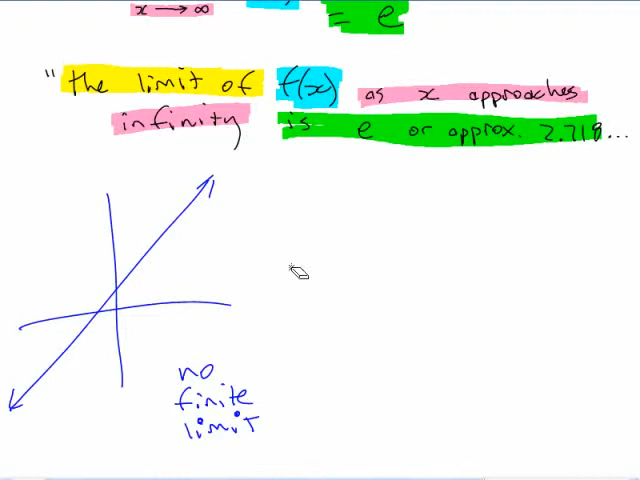 x → ∞
= e
"the limit of f(x) as x approaches
infinity is e or approx. 2.718...
no
finite
limit